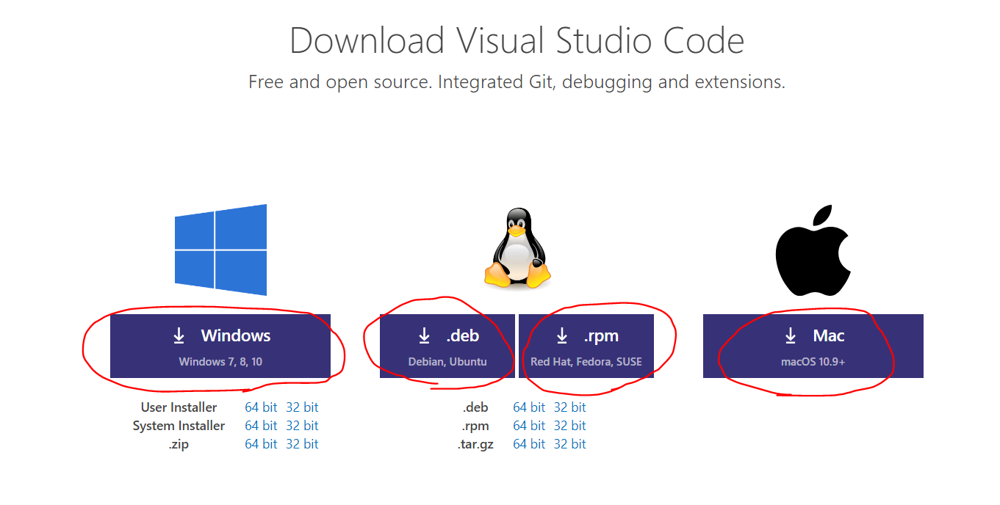 Download Visual Studio Code
Free and open source. Integrated Git, debugging and extensions.
Windows
Windows 7, 8, 10
.deb
Debian, Ubuntu
.rpm
Red Hat, Fedora, SUSE
Mac
macOS 10.9+
User Installer 64 bit 32 bit
System Installer 64 bit 32 bit
.zip 64 bit 32 bit
.deb 64 bit 32 bit
.rpm 64 bit 32 bit
.tar.gz 64 bit 32 bit